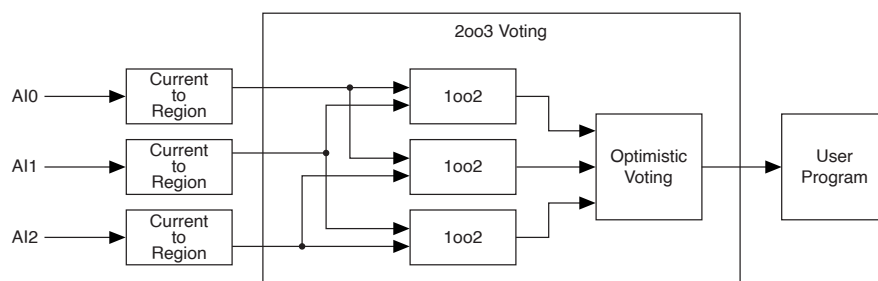 2oo3 Voting
AI0
Current
to
Region
1oo2
AI1
Current
to
Region
1oo2
Optimistic
Voting
User
Program
AI2
Current
to
Region
1oo2